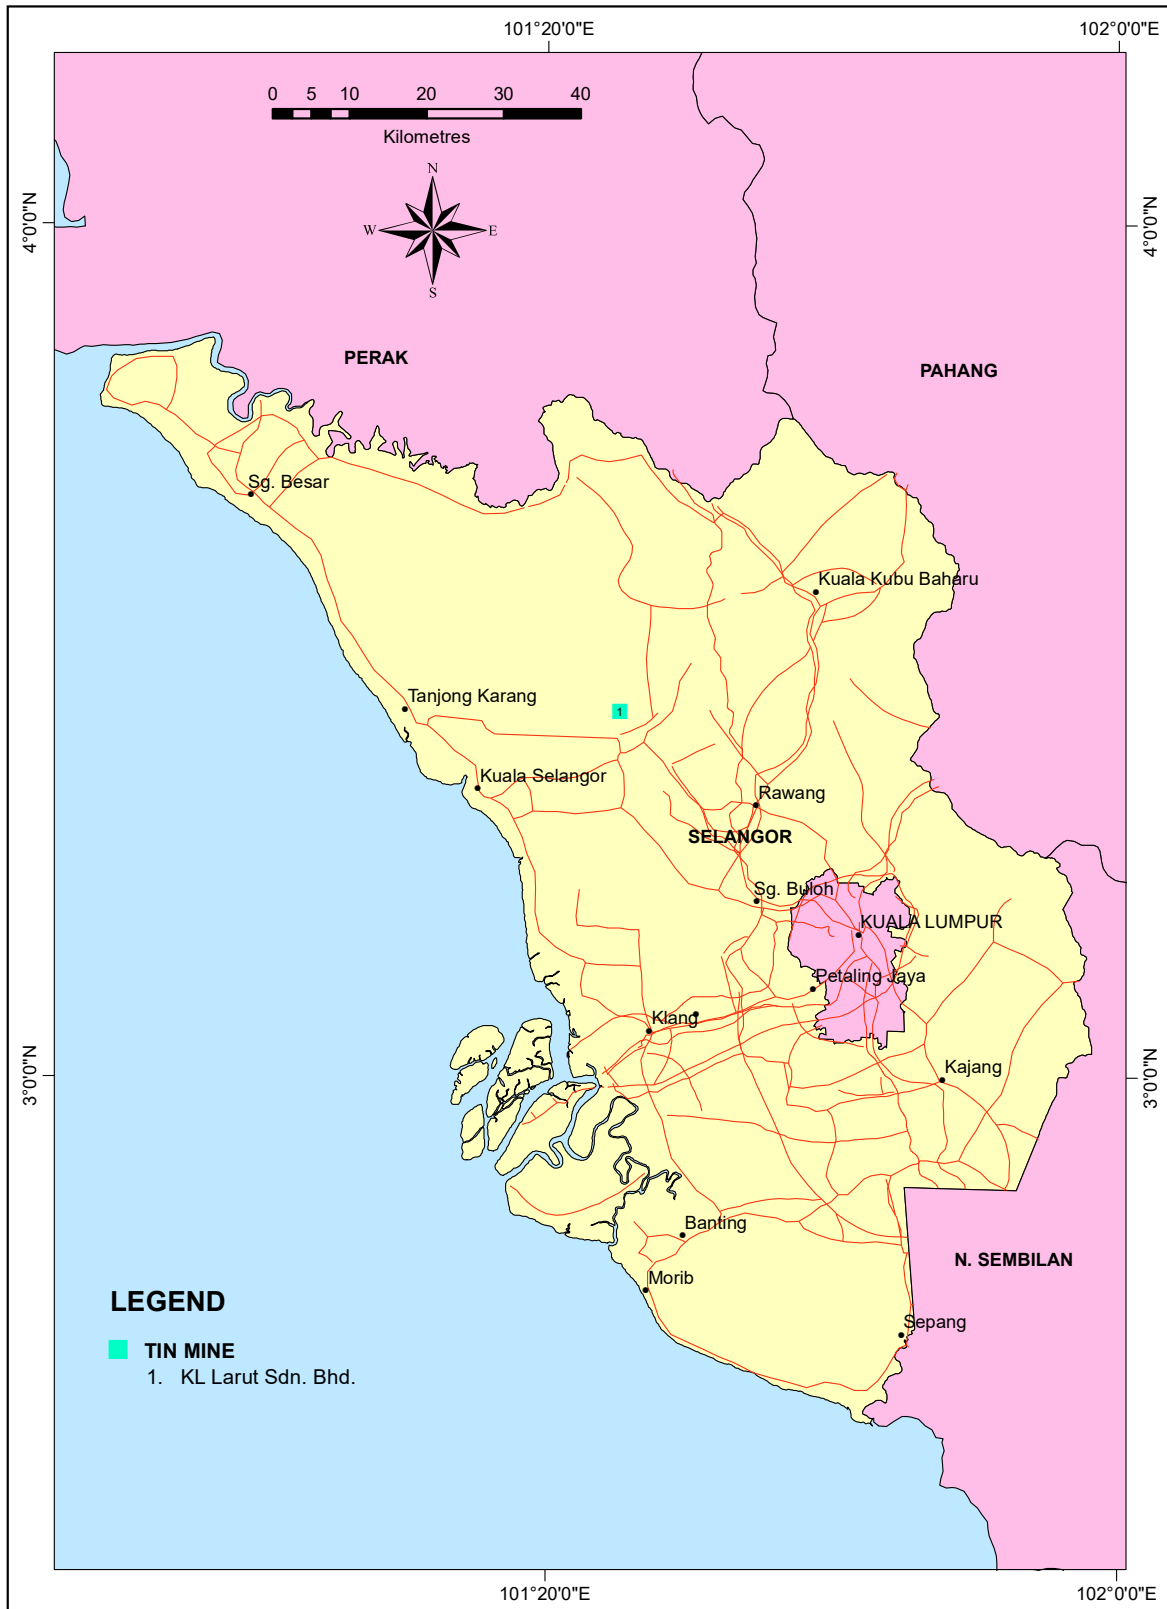 101°20'0"E 102°0'0"E
0 5 10 20 30 40
Kilometres
N
W E
S
4°0'0"N 4°0'0"N
PERAK
PAHANG
Sg. Besar
Kuala Kubu Baharu
Tanjong Karang
1
Kuala Selangor
Rawang
SELANGOR
Sg. Buloh
KUALA LUMPUR
Petaling Jaya
Klang
3°0'0"N 3°0'0"N
Kajang
Banting
N. SEMBILAN
Morib
Sepang
LEGEND
TIN MINE
1. KL Larut Sdn. Bhd.
101°20'0"E 102°0'0"E